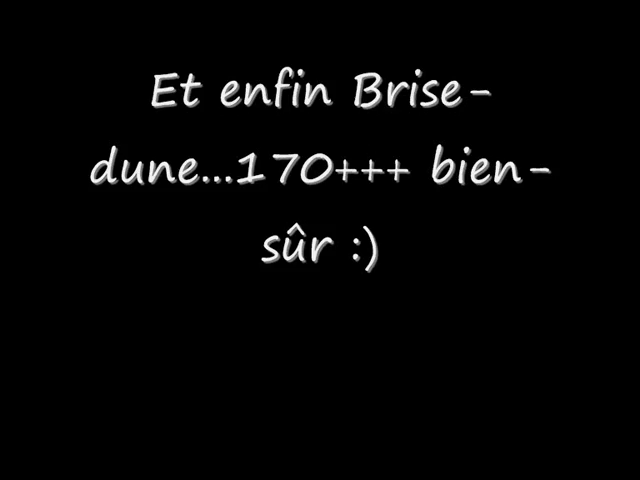 Et enfin Brise-
dune...170+++ bien-
sûr :)